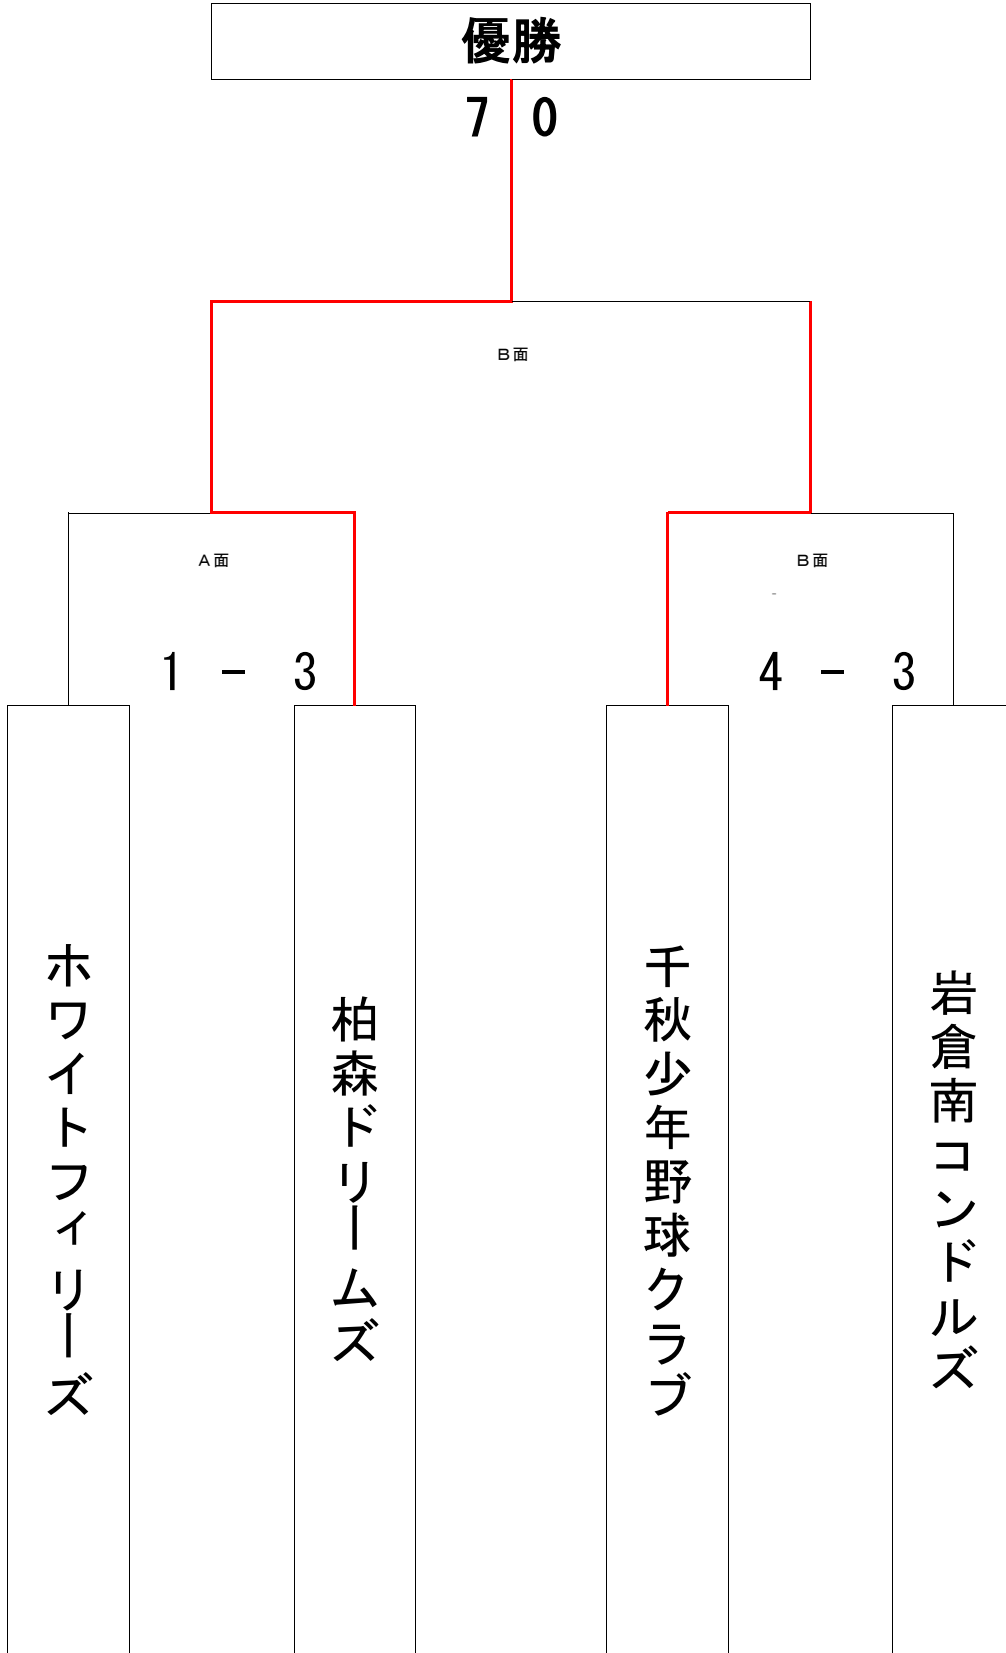 優勝
7 0
B面
A面
B面
-
1 - 3
4 - 3
ホワイトフィリーズ
柏森ドリームズ
千秋少年野球クラブ
岩倉南コンドルズ